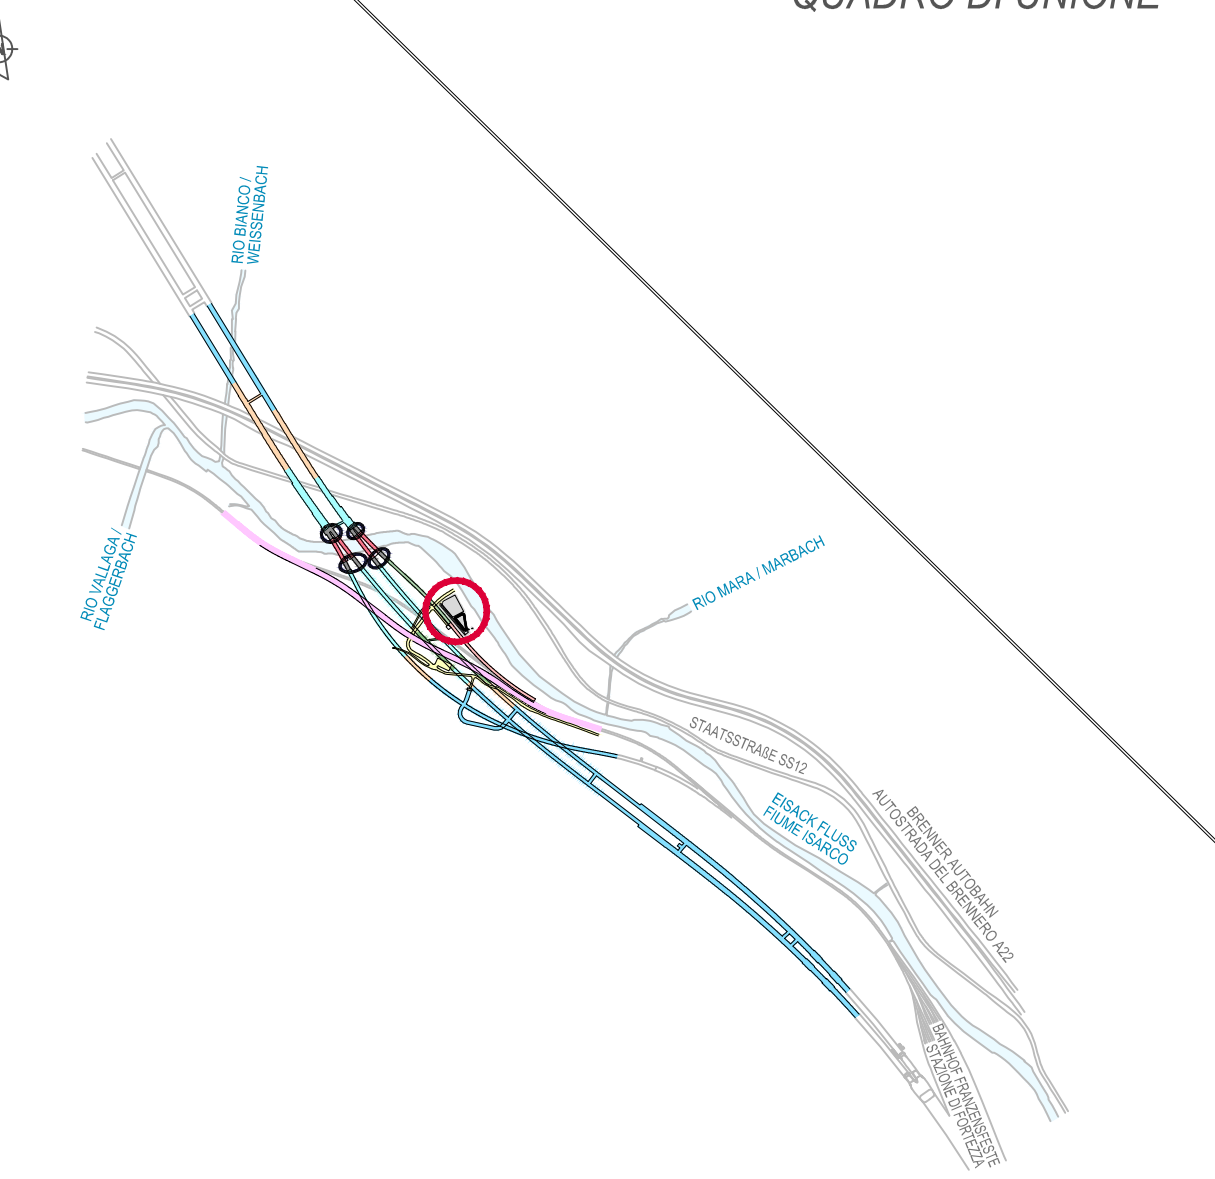 QUADRO DI UNIONE
RIO BIANCO /
WEISSENBACH
RIO VALLAGA /
FLAGGERBACH
RIO MARA / MARBACH
STAATSSTRAßE SS12
EISACK FLUSS
FIUME ISARCO
BRENNER AUTOBAHN
AUTOSTRADA DEL BRENNERO A22
BAHNHOF FRANZENSFESTE
STAZIONE DI FORTEZZA